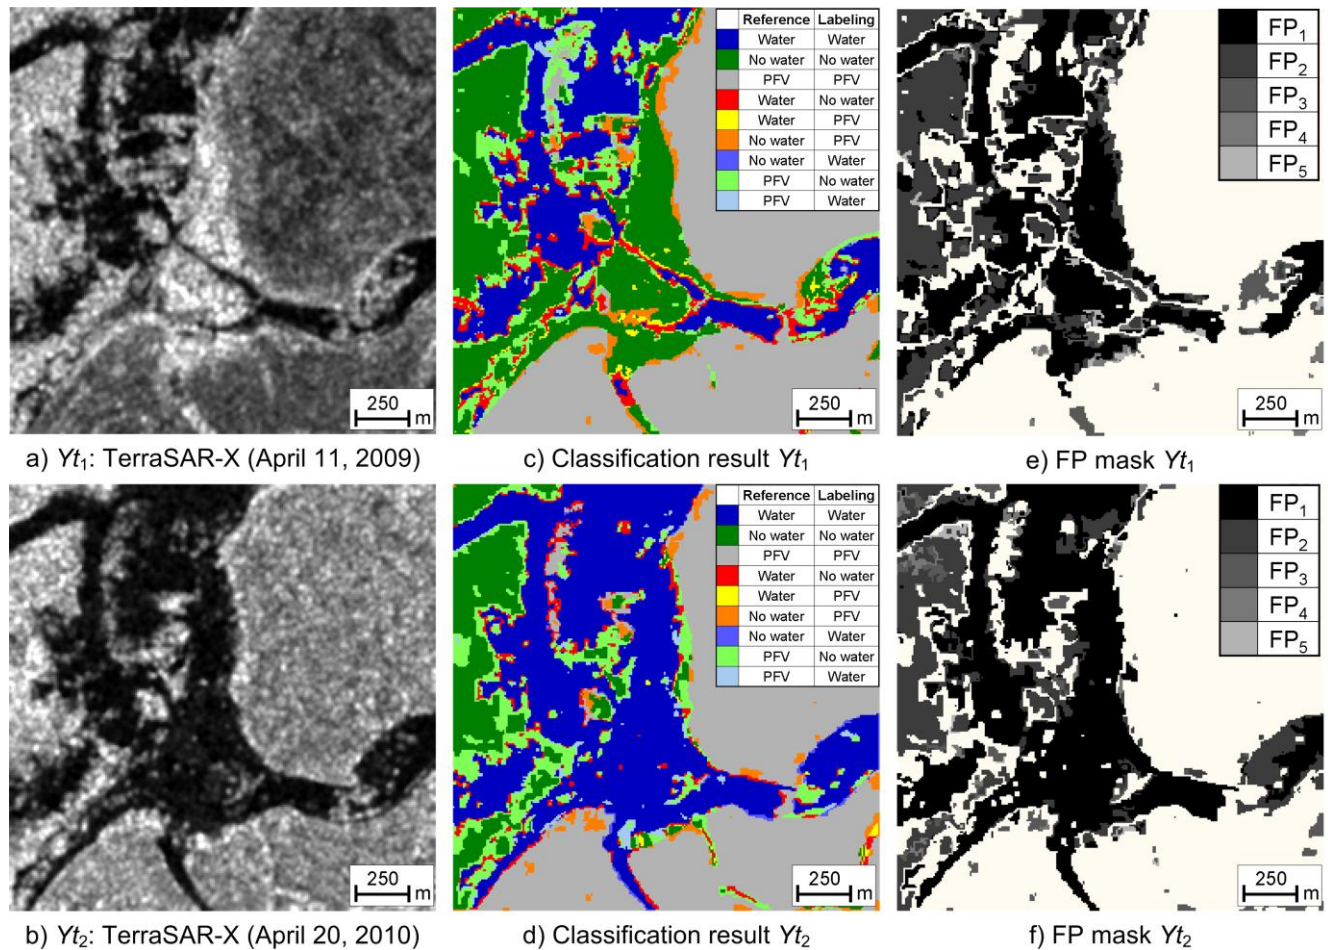 Reference Labeling
Water Water
No water No water
PFV PFV
Water No water
Water PFV
No water PFV
No water Water
PFV No water
PFV Water
FP1
FP2
FP3
FP4
FP5
250 m
250 m
250 m
a) Yt1: TerraSAR-X (April 11, 2009)
c) Classification result Yt1
e) FP mask Yt1
Reference Labeling
Water Water
No water No water
PFV PFV
Water No water
Water PFV
No water PFV
No water Water
PFV No water
PFV Water
FP1
FP2
FP3
FP4
FP5
250 m
250 m
250 m
b) Yt2: TerraSAR-X (April 20, 2010)
d) Classification result Yt2
f) FP mask Yt2